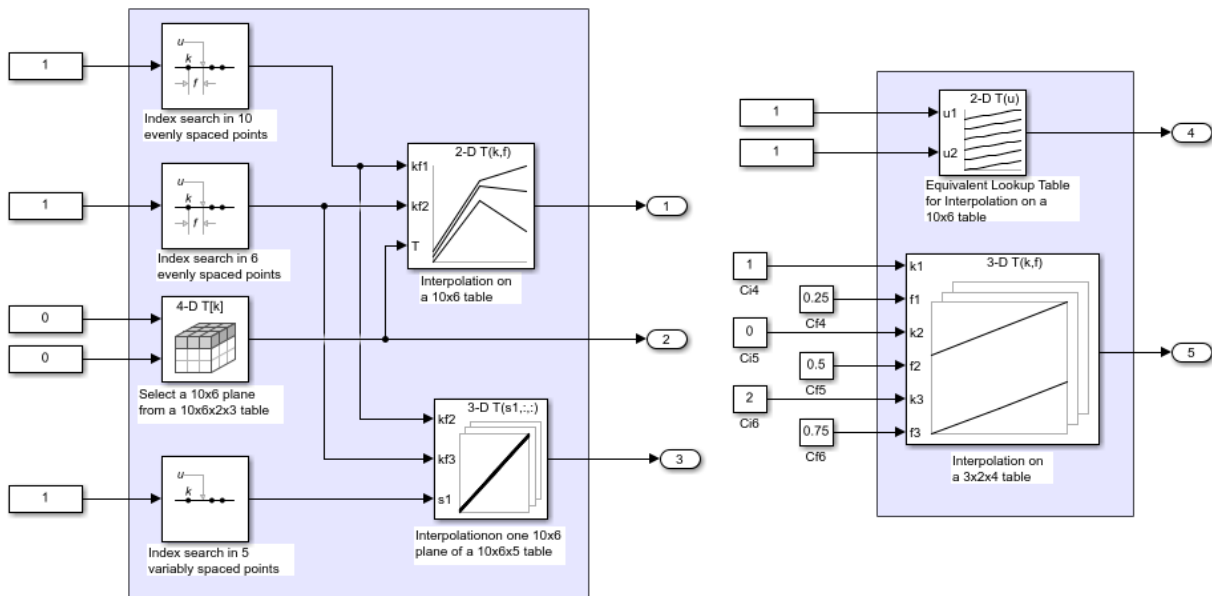 1
u
k
f
Index search in 10
evenly spaced points
1
u
k
f
Index search in 6
evenly spaced points
0
0
4-D T[k]
Select a 10x6 plane
from a 10x6x2x3 table
1
u
k
Index search in 5
variably spaced points
2-D T(k,f)
kf1
kf2
T
Interpolation on
a 10x6 table
1
2
3-D T(s1,:,:)
kf2
kf3
s1
Interpolationon one 10x6
plane of a 10x6x5 table
3
1
1
2-D T(u)
u1
u2
Equivalent Lookup Table
for Interpolation on a
10x6 table
4
1
Ci4
0.25
Cf4
0
Ci5
0.5
Cf5
2
Ci6
0.75
Cf6
3-D T(k,f)
k1
f1
k2
f2
k3
f3
Interpolation on
a 3x2x4 table
5